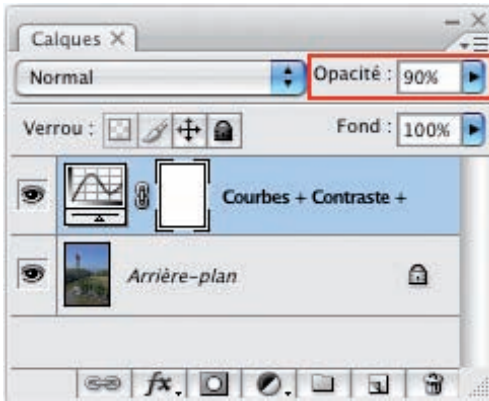 Calques
Normal Opacité : 90%
Verrou : Fond : 100%
Courbes + Contraste +
Arrière-plan
fx.